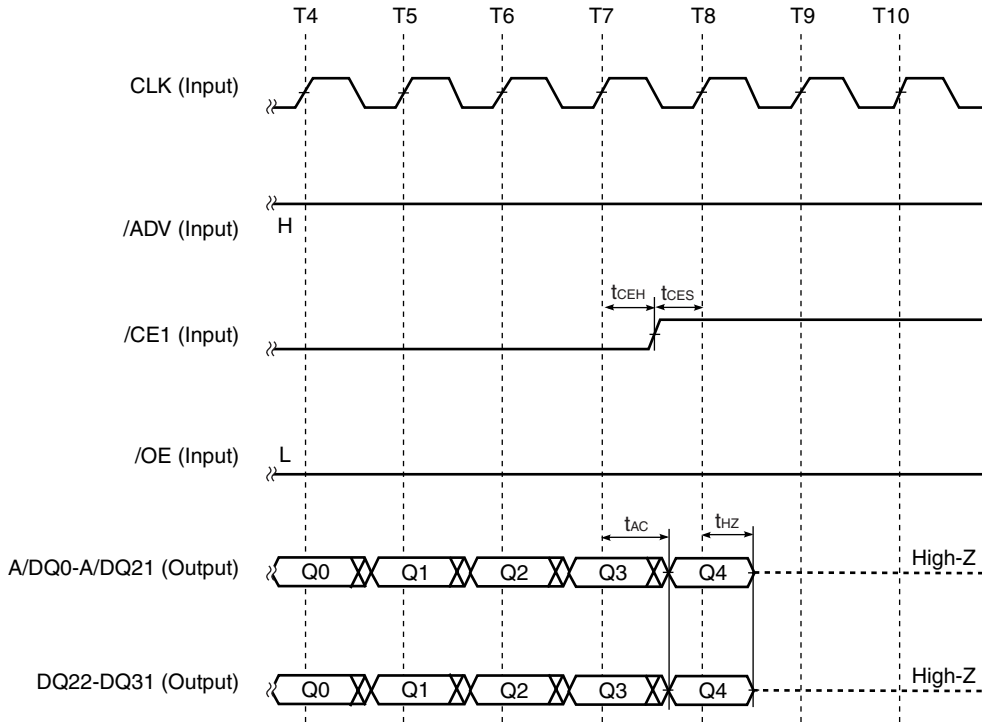 T4 T5 T6 T7 T8 T9 T10
CLK (Input)
/ADV (Input) H
tCEH tCES
/CE1 (Input)
/OE (Input) L
tAC tHZ
A/DQ0-A/DQ21 (Output) Q0 Q1 Q2 Q3 Q4 High-Z
DQ22-DQ31 (Output) Q0 Q1 Q2 Q3 Q4 High-Z